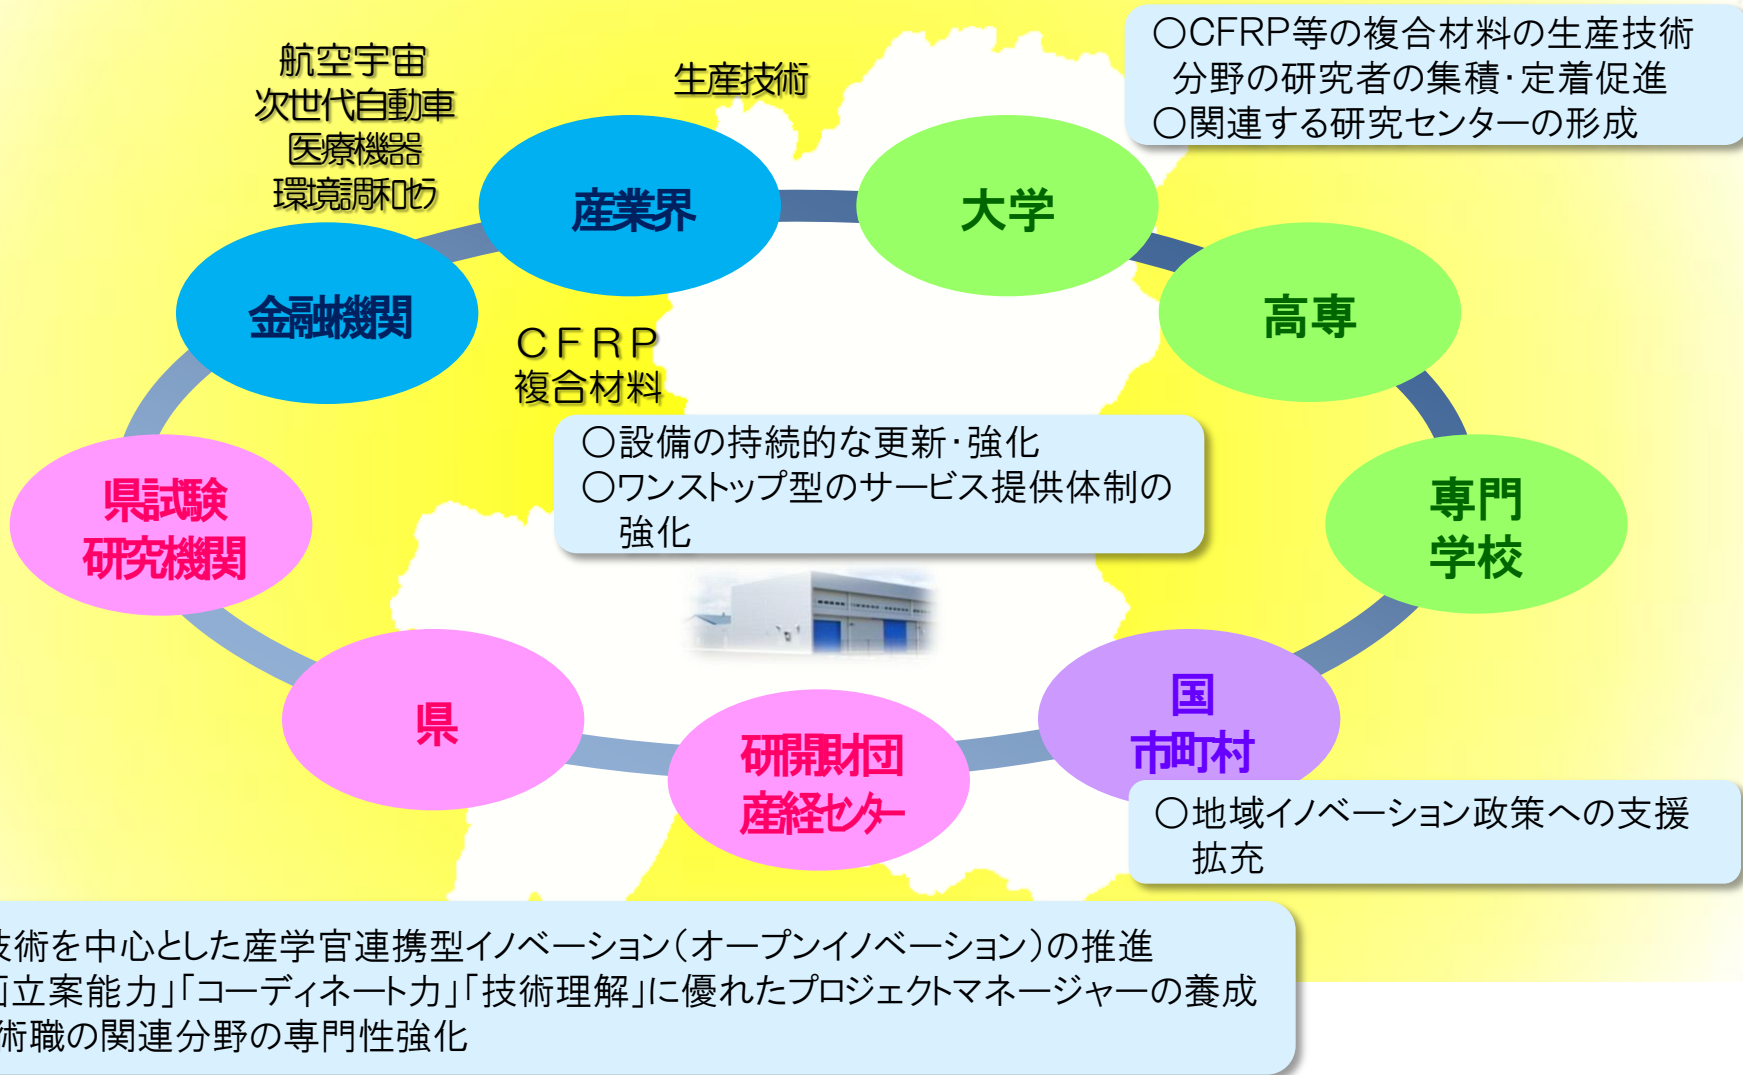 航空宇宙
次世代自動車
医療機器
環境調和ｾﾗ
生産技術
○CFRP等の複合材料の生産技術
分野の研究者の集積・定着促進
○関連する研究センターの形成
産業界
大学
金融機関
高専
ＣＦＲＰ
複合材料
○設備の持続的な更新・強化
○ワンストップ型のサービス提供体制の
強化
県試験
研究機関
専門
学校
県
研開財団
産経センター
国
市町村
○地域イノベーション政策への支援
拡充
技術を中心とした産学官連携型イノベーション（オープンイノベーション）の推進
画立案能力」「コーディネート力」「技術理解」に優れたプロジェクトマネージャーの養成
術職の関連分野の専門性強化